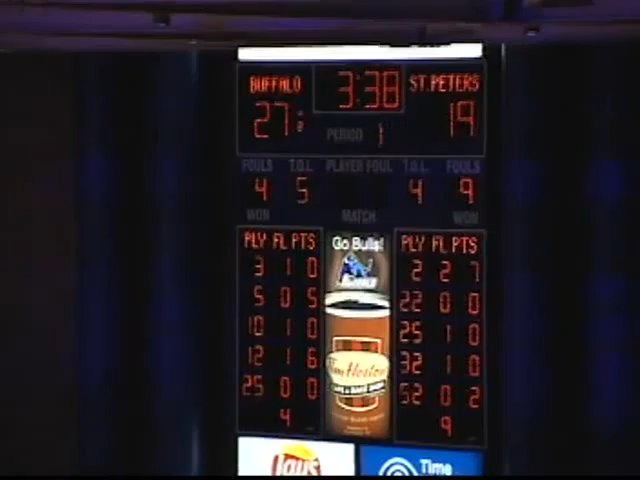 BUFFALO 3:38 ST.PETERS
27 PERIOD 1 19
FOULS T.O.L PLAYER FOUL T.O.L FOULS
4 5 4 9
WON MATCH WON
PLY FL PTS
3 1 0
5 0 5
10 1 0
12 1 6
25 0 0
4
Go Bulls!
Tim Hortons
PLY FL PTS
2 2 7
22 0 0
25 1 0
32 1 0
52 0 2
9
Lays
Time